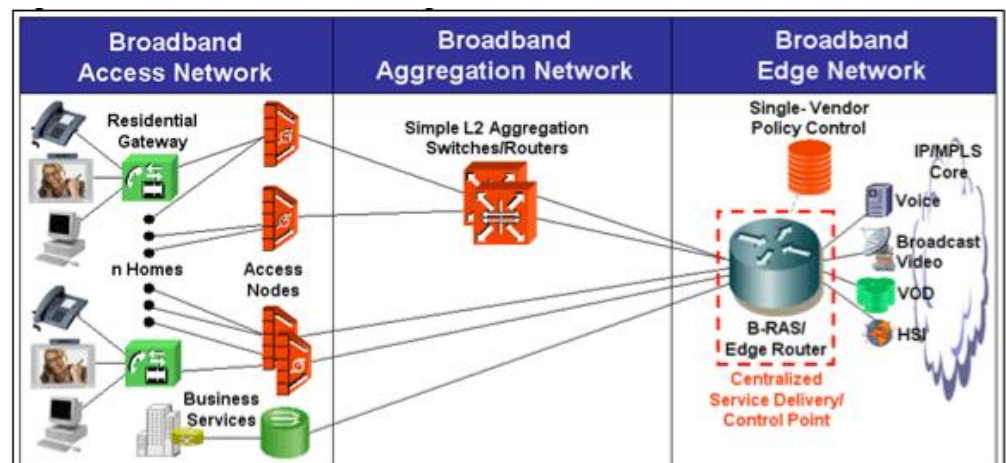 Broadband
Access Network
Broadband
Aggregation Network
Broadband
Edge Network
Residential
Gateway
n Homes
Access
Nodes
Business
Services
Simple L2 Aggregation
Switches/Routers
Single- Vendor
Policy Control
IP/MPLS
Core
Voice
Broadcast
Video
VOD
HSI
B-RAS/
Edge Router
Centralized
Service Delivery/
Control Point